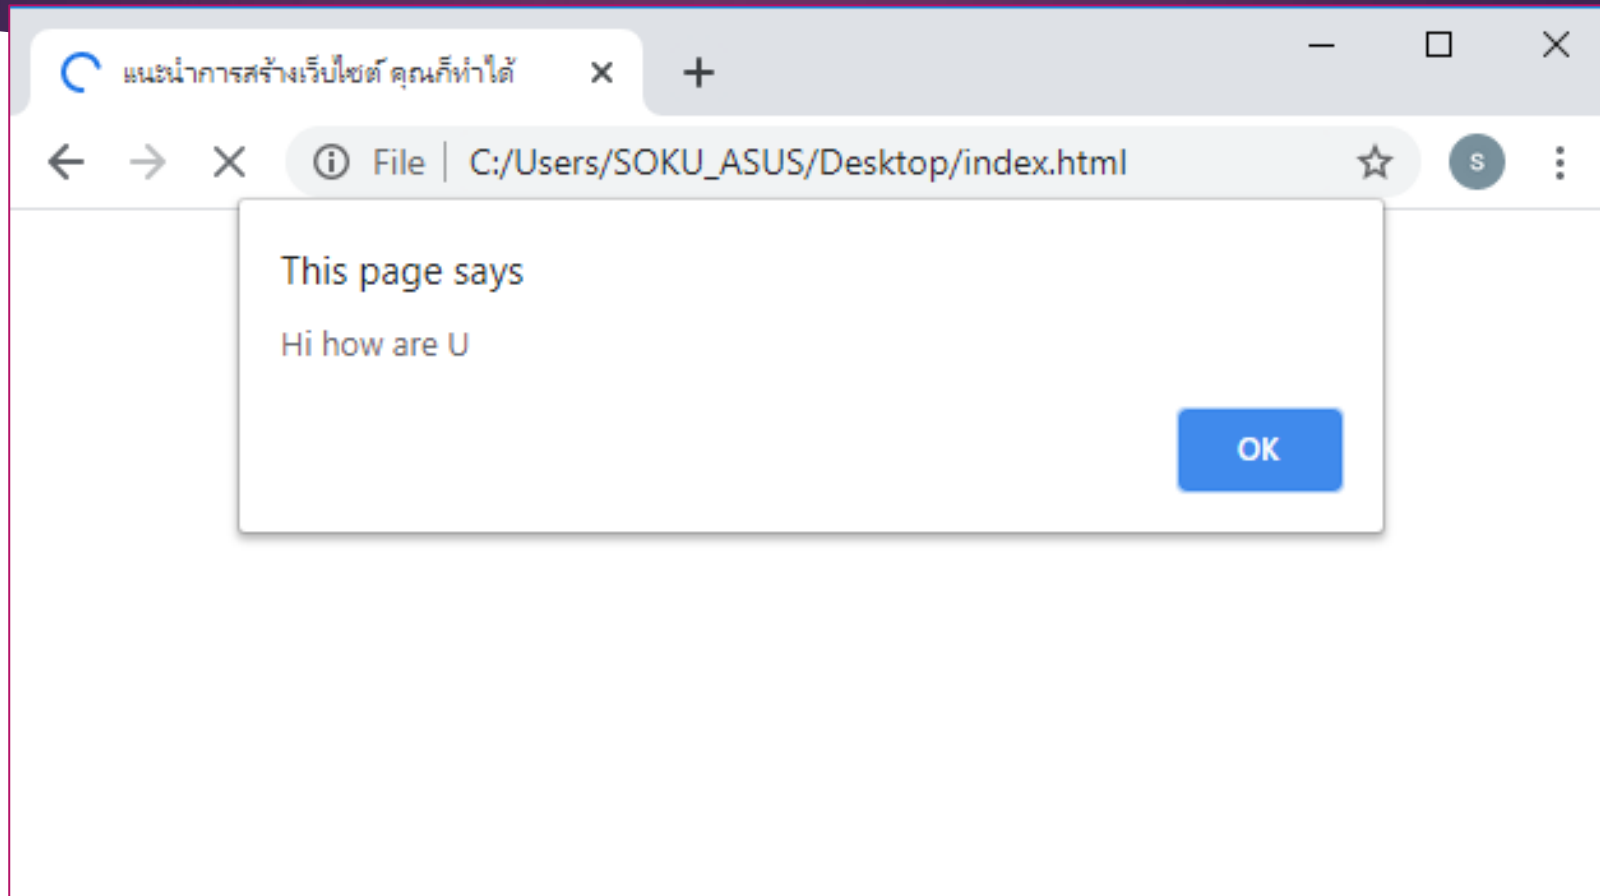 แนะนำการสร้างเว็บไซต์ คุณก็ทำได้
File C:/Users/SOKU_ASUS/Desktop/index.html
S
This page says
Hi how are U
OK